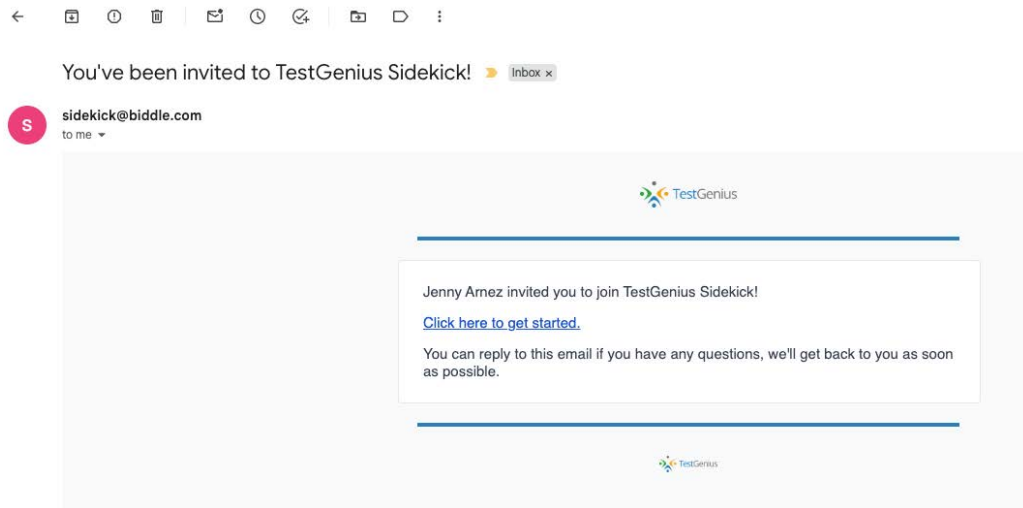 You've been invited to TestGenius Sidekick!
Inbox ×
S
sidekick@biddle.com
to me
TestGenius
Jenny Arnez invited you to join TestGenius Sidekick!
Click here to get started.
You can reply to this email if you have any questions, we'll get back to you as soon
as possible.
TestGenius